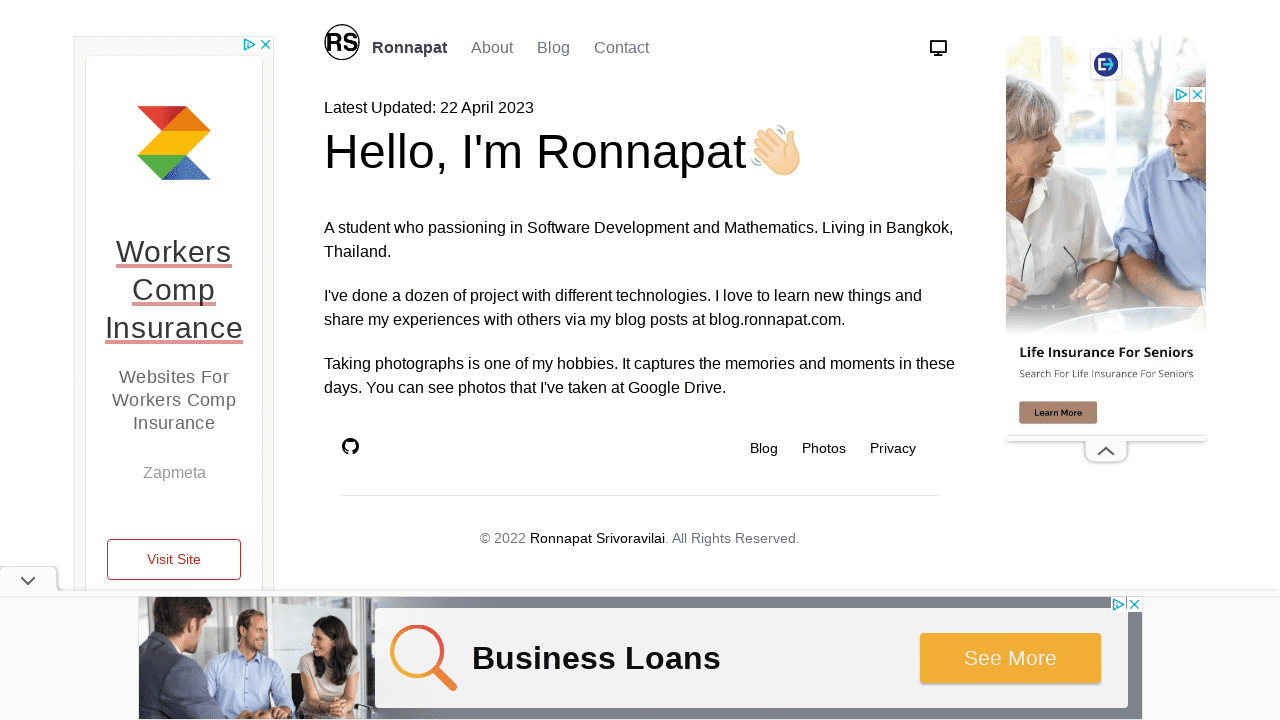 RS Ronnapat About Blog Contact
Latest Updated: 22 April 2023
Hello, I'm Ronnapat
A student who passioning in Software Development and Mathematics. Living in Bangkok,
Thailand.
I've done a dozen of project with different technologies. I love to learn new things and
share my experiences with others via my blog posts at blog.ronnapat.com.
Taking photographs is one of my hobbies. It captures the memories and moments in these
days. You can see photos that I've taken at Google Drive.
Blog Photos Privacy
© 2022 Ronnapat Srivoravilai. All Rights Reserved.
Workers
Comp
Insurance
Websites For
Workers Comp
Insurance
Zapmeta
Visit Site
Life Insurance For Seniors
Search For Life Insurance For Seniors
Learn More
Business Loans
See More